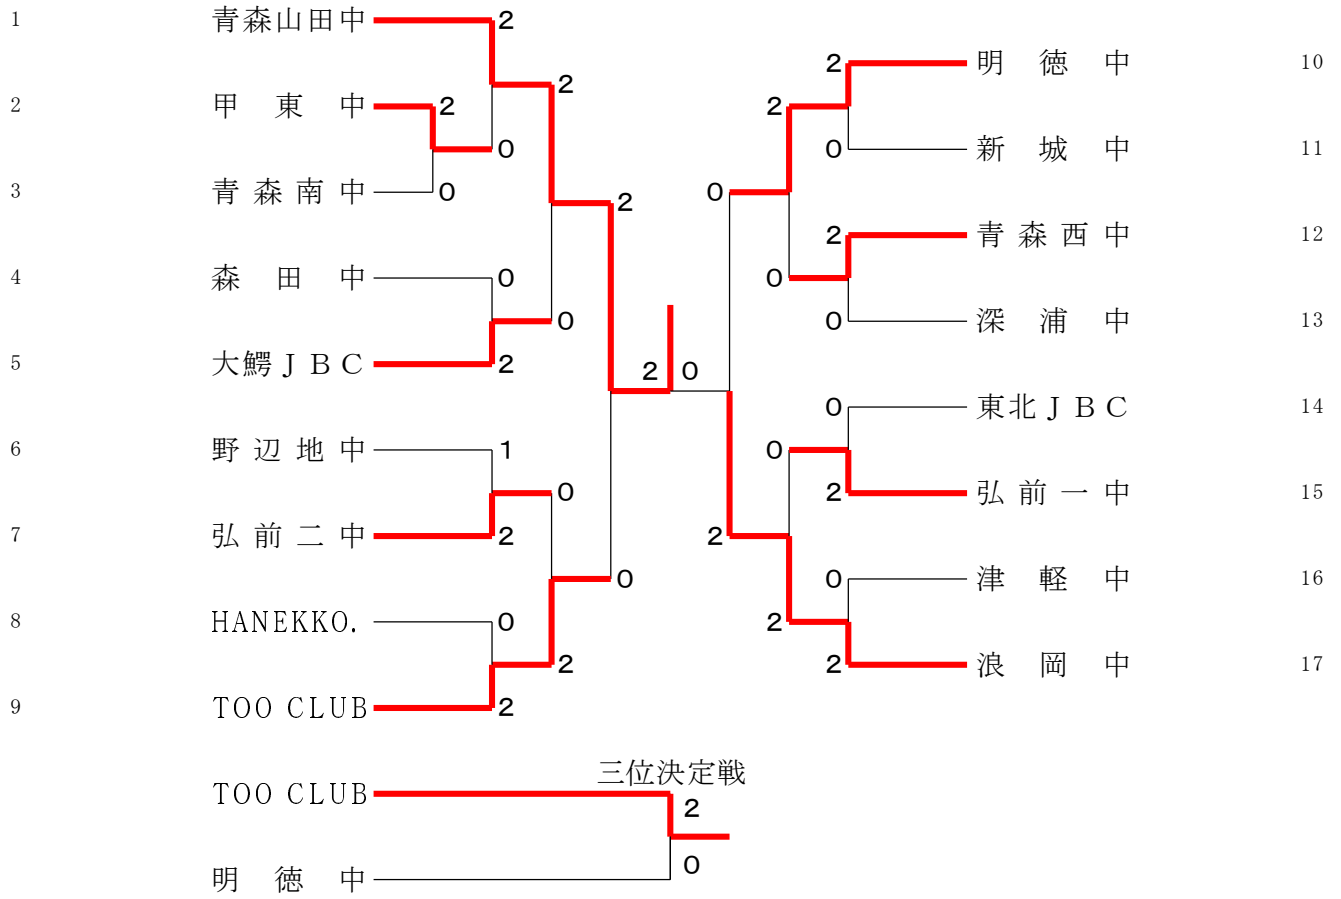 1 青森山田中 2
2 明徳中 10
2 甲東中 2 2
0 0 新城中 11
3 青森南中 0 2 0
2 青森西中 12
4 森田中 0 0
0 0 深浦中 13
5 大鰐ＪＢＣ 2 2 0
0 東北ＪＢＣ 14
6 野辺地中 1 0
0 2 弘前一中 15
7 弘前二中 2 2
0 0 津軽中 16
8 HANEKKO. 0 2
2 2 浪岡中 17
9 TOO CLUB 2
三位決定戦
TOO CLUB 2
0
明徳中